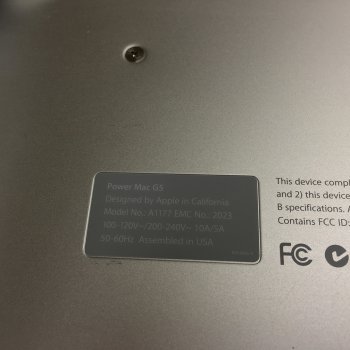 Power Mac G5
Designed by Apple in California
Model No.: A1177 EMC No.: 2023
100-120V~/200-240V~ 10A/5A
50-60Hz Assembled in USA
This device compl
and 2) this device
B specifications.
Contains FCC ID:
FC